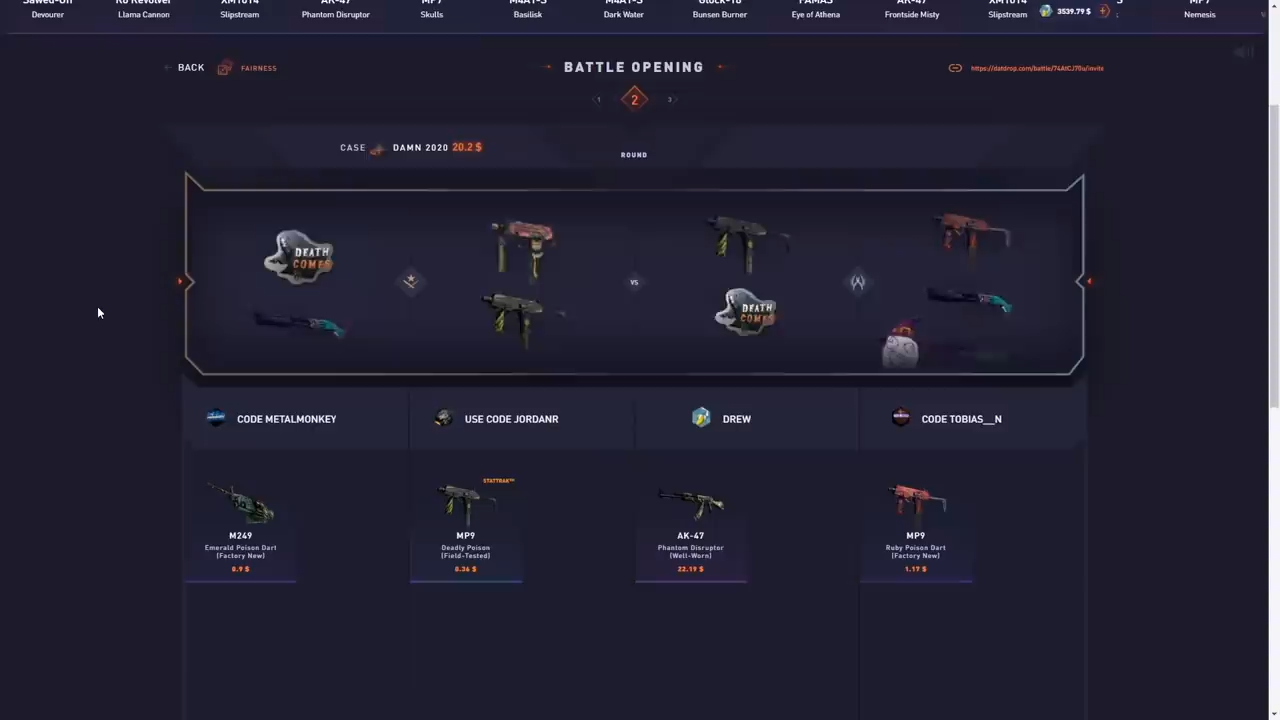 Sawed-Off R8 Revolver XM1014 AK-47 MP7 M4A1-S M4A1-S Glock-18 FAMAS AK-47 XM1014 MP7
Devourer Llama Cannon Slipstream Phantom Disruptor Skulls Basilisk Dark Water Bunsen Burner Eye of Athena Frontside Misty Slipstream 3539.79 $ Nemesis
BACK FAIRNESS BATTLE OPENING
1 2 3
CASE DAMN 2020 20.2 $
ROUND
DEATH
COMES
VS
DEATH
COMES
CODE METALMONKEY USE CODE JORDANR DREW CODE TOBIAS__N
STATTRAK™
M249 MP9 AK-47 MP9
Emerald Poison Dart Deadly Poison Phantom Disruptor Ruby Poison Dart
(Factory New) (Field-Tested) (Well-Worn) (Factory New)
0.9 $ 0.36 $ 22.19 $ 1.17 $